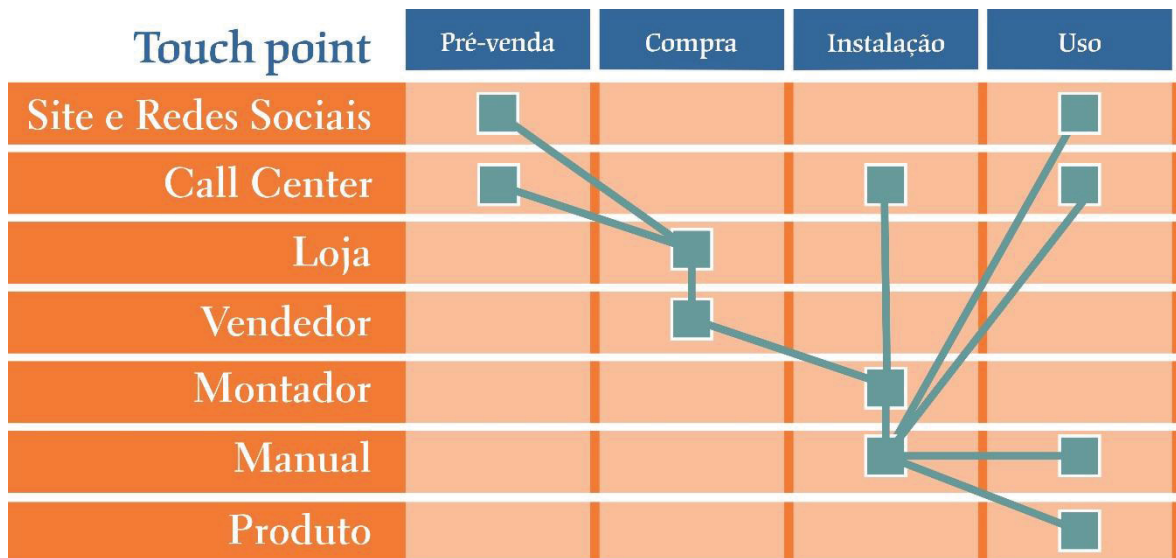 Touch point
Pré-venda
Compra
Instalação
Uso
Site e Redes Sociais
Call Center
Loja
Vendedor
Montador
Manual
Produto